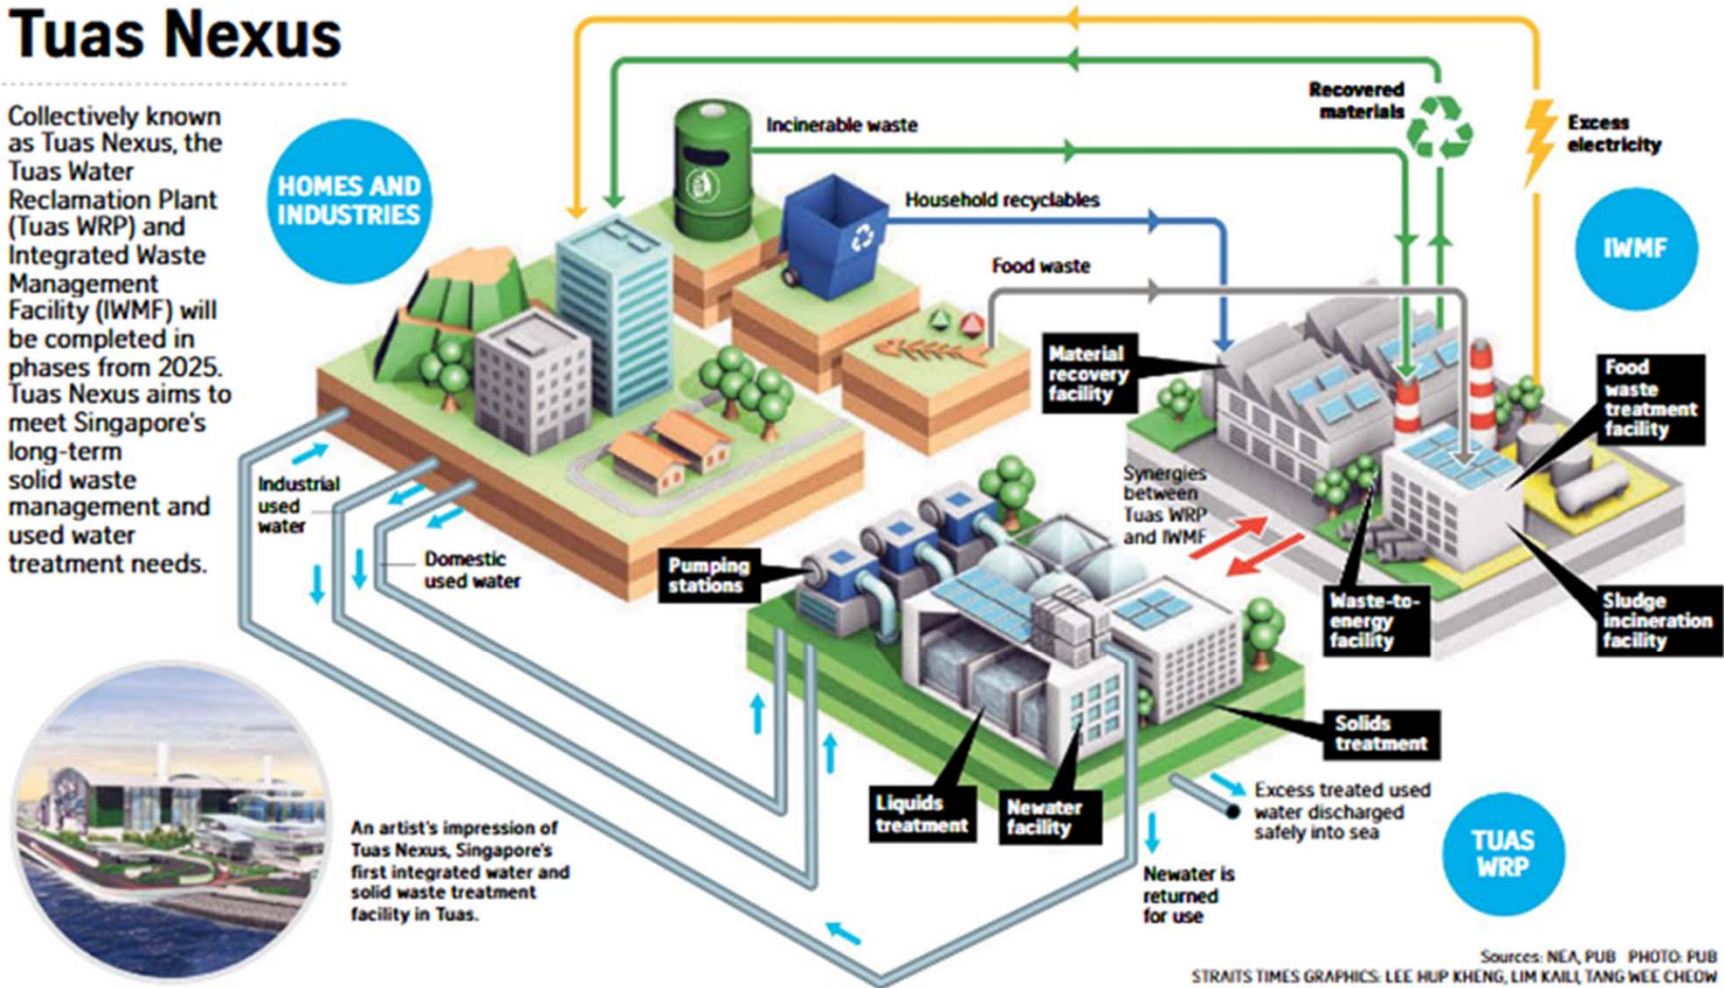 Tuas Nexus
Collectively known
as Tuas Nexus, the
Tuas Water
Reclamation Plant
(Tuas WRP) and
Integrated Waste
Management
Facility (IWMF) will
be completed in
phases from 2025.
Tuas Nexus aims to
meet Singapore's
long-term
solid waste
management and
used water
treatment needs.
HOMES AND
INDUSTRIES
Incinerable waste
Household recyclables
Food waste
Recovered
materials
Excess
electricity
IWMF
Material
recovery
facility
Food
waste
treatment
facility
Synergies
between
Tuas WRP
and IWMF
Waste-to-
energy
facility
Sludge
incineration
facility
Industrial
used
water
Domestic
used water
Pumping
stations
Liquids
treatment
Newater
facility
Solids
treatment
Excess treated used
water discharged
safely into sea
Newater is
returned
for use
TUAS
WRP
An artist's impression of
Tuas Nexus, Singapore's
first integrated water and
solid waste treatment
facility in Tuas.
Sources: NEA, PUB PHOTO: PUB
STRAITS TIMES GRAPHICS: LEE HUP KHENG, LIM KAILI, TANG WEE CHEOW